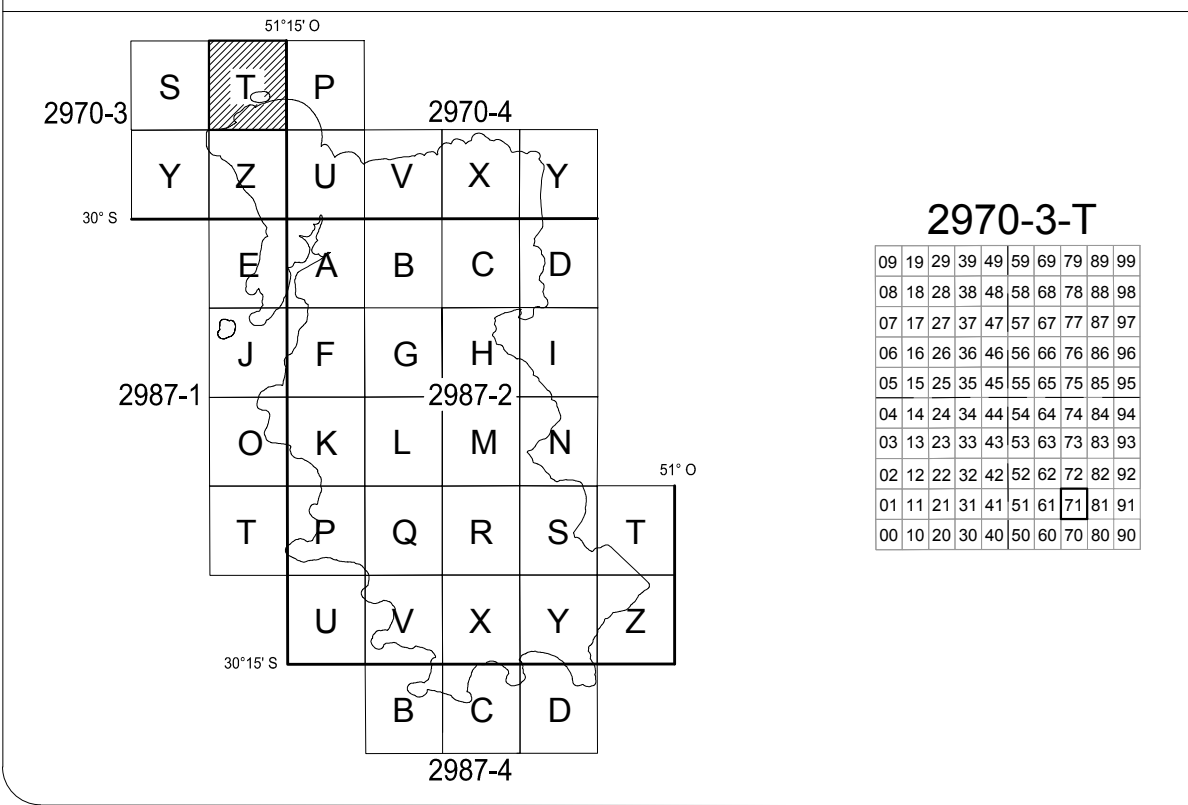 51°15' O
S T P
2970-3 2970-4
Y Z U V X Y
30° S
E A B C D
J F G H I
2987-1 2987-2
O K L M N
51° O
T P Q R S T
U V X Y Z
30°15' S
B C D
2987-4
2970-3-T
09 19 29 39 49 59 69 79 89 99
08 18 28 38 48 58 68 78 88 98
07 17 27 37 47 57 67 77 87 97
06 16 26 36 46 56 66 76 86 96
05 15 25 35 45 55 65 75 85 95
04 14 24 34 44 54 64 74 84 94
03 13 23 33 43 53 63 73 83 93
02 12 22 32 42 52 62 72 82 92
01 11 21 31 41 51 61 71 81 91
00 10 20 30 40 50 60 70 80 90